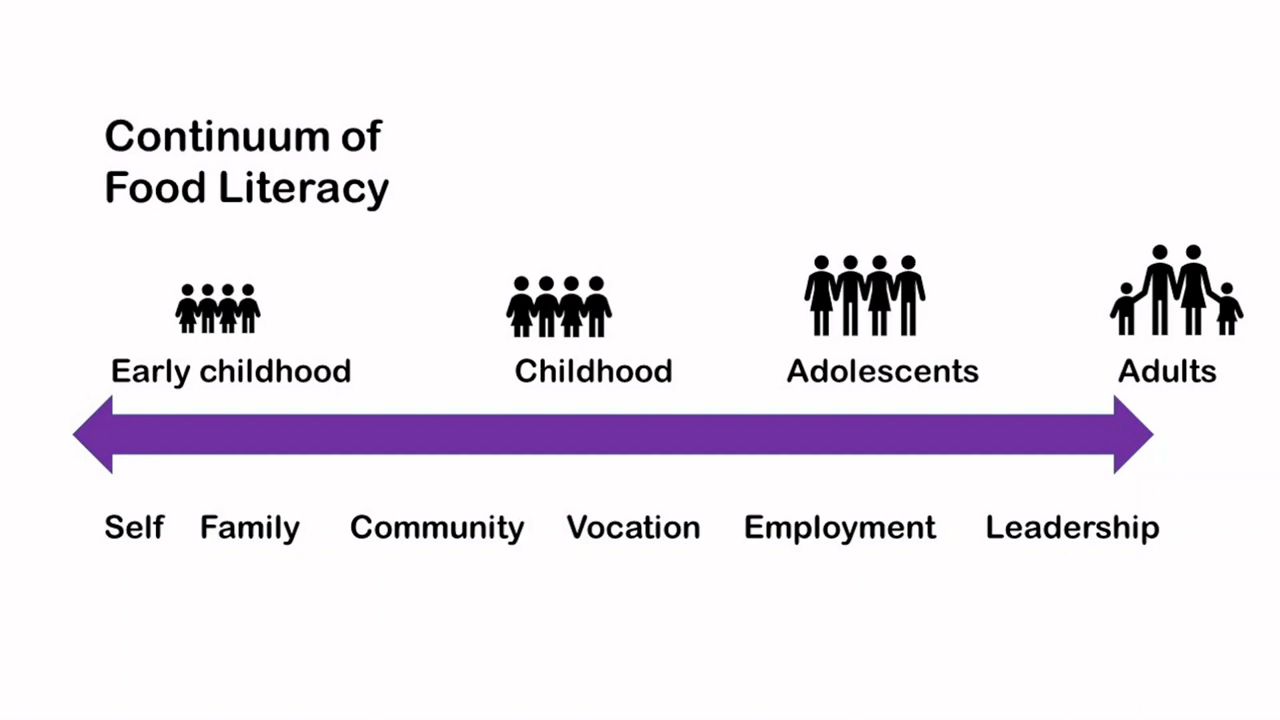 Continuum of
Food Literacy
Early childhood Childhood Adolescents Adults
Self Family Community Vocation Employment Leadership